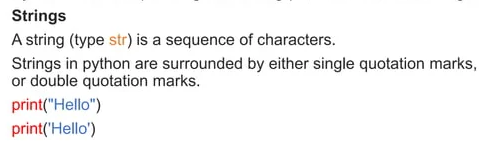 Strings
A string (type str) is a sequence of characters.
Strings in python are surrounded by either single quotation marks,
or double quotation marks.
print("Hello")
print('Hello')